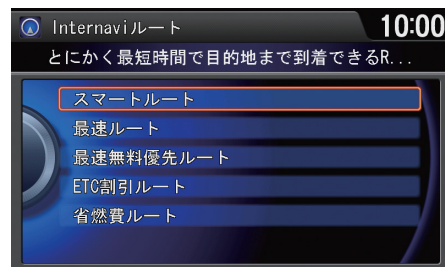 Internaviルート
10:00
とにかく最短時間で目的地まで到着できるR...
スマートルート
最速ルート
最速無料優先ルート
ETC割引ルート
省燃費ルート